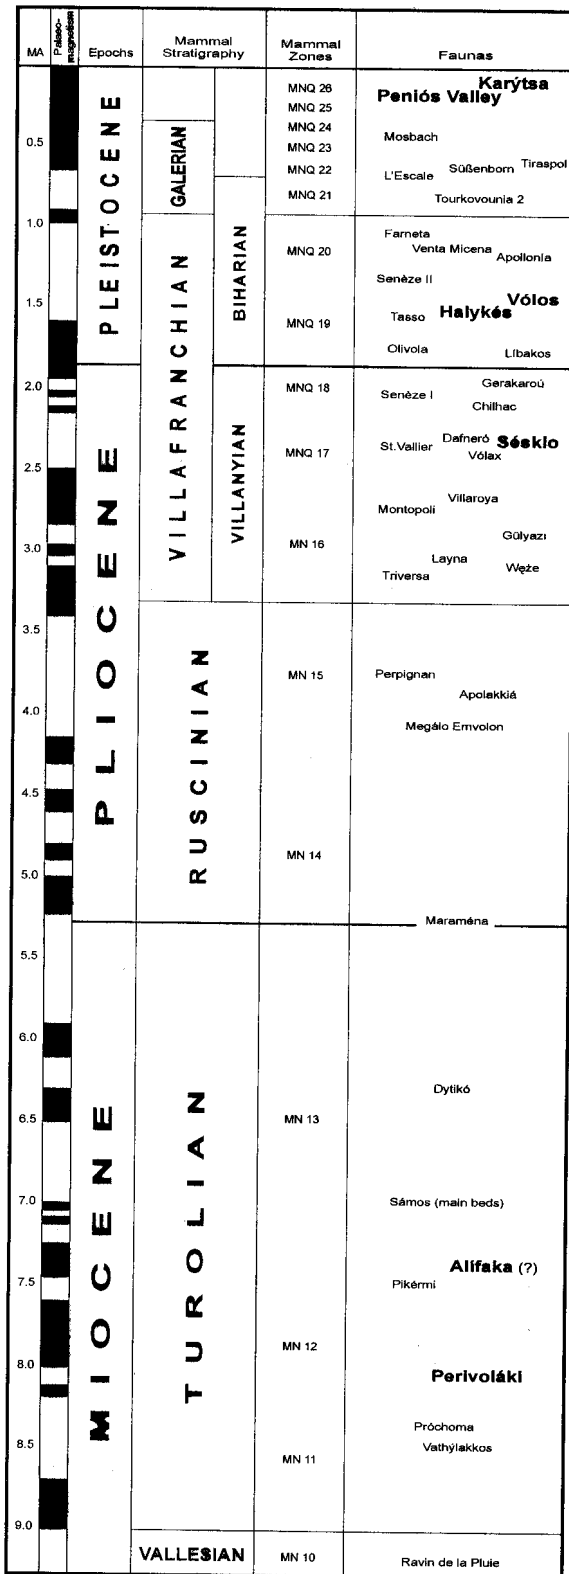 MA Palaeo-magnetism Epochs Mammal Stratigraphy Mammal Zones Faunas
MNQ 26 Karýtsa
Peniós Valley
MNQ 25
MNQ 24
Mosbach
0.5
MNQ 23
MNQ 22 L'Escale Süßenborn Tiraspol
MNQ 21 Tourkovounia 2
PLEISTOCENE
GALERIAN
1.0
Farneta
MNQ 20 Venta Micena Apollonia
Senèze II
BIHARIAN
1.5
Vólos
MNQ 19 Tasso Halykés
Olivola Líbakos
2.0
MNQ 18 Senèze I Gerakaroú
Chilhac
VILLAFRANCHIAN
VILLANYIAN
MNQ 17 St.Vallier Dafneró Séskio
Vólax
2.5
Villaroya
Montopoli
Gülyazı
3.0
MN 16
Layna
Triversa Węże
3.5
PLIOCENE
RUSCINIAN
MN 15 Perpignan
Apolakkiá
4.0
Megálo Emvolon
4.5
MN 14
5.0
Maraména
5.5
6.0
Dytikó
6.5
MN 13
MIOCENE
TUROLIAN
7.0
Sámos (main beds)
Alífaka (?)
7.5
Pikérmi
MN 12
8.0
Perivoláki
Próchoma
8.5
Vathýlakkos
MN 11
9.0
VALLESIAN MN 10 Ravin de la Pluie